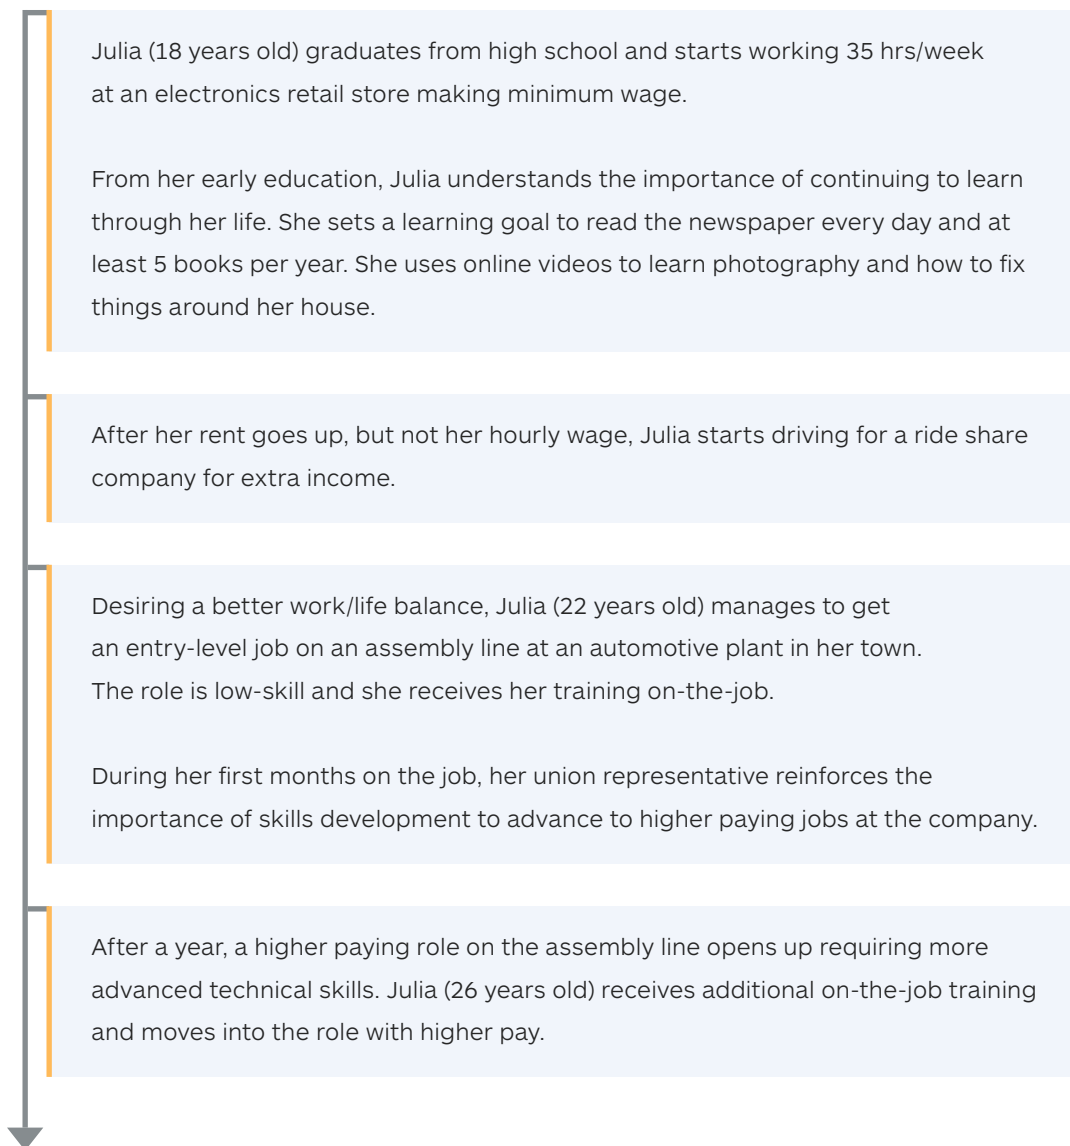 Julia (18 years old) graduates from high school and starts working 35 hrs/week
at an electronics retail store making minimum wage.
From her early education, Julia understands the importance of continuing to learn
through her life. She sets a learning goal to read the newspaper every day and at
least 5 books per year. She uses online videos to learn photography and how to fix
things around her house.
After her rent goes up, but not her hourly wage, Julia starts driving for a ride share
company for extra income.
Desiring a better work/life balance, Julia (22 years old) manages to get
an entry-level job on an assembly line at an automotive plant in her town.
The role is low-skill and she receives her training on-the-job.
During her first months on the job, her union representative reinforces the
importance of skills development to advance to higher paying jobs at the company.
After a year, a higher paying role on the assembly line opens up requiring more
advanced technical skills. Julia (26 years old) receives additional on-the-job training
and moves into the role with higher pay.